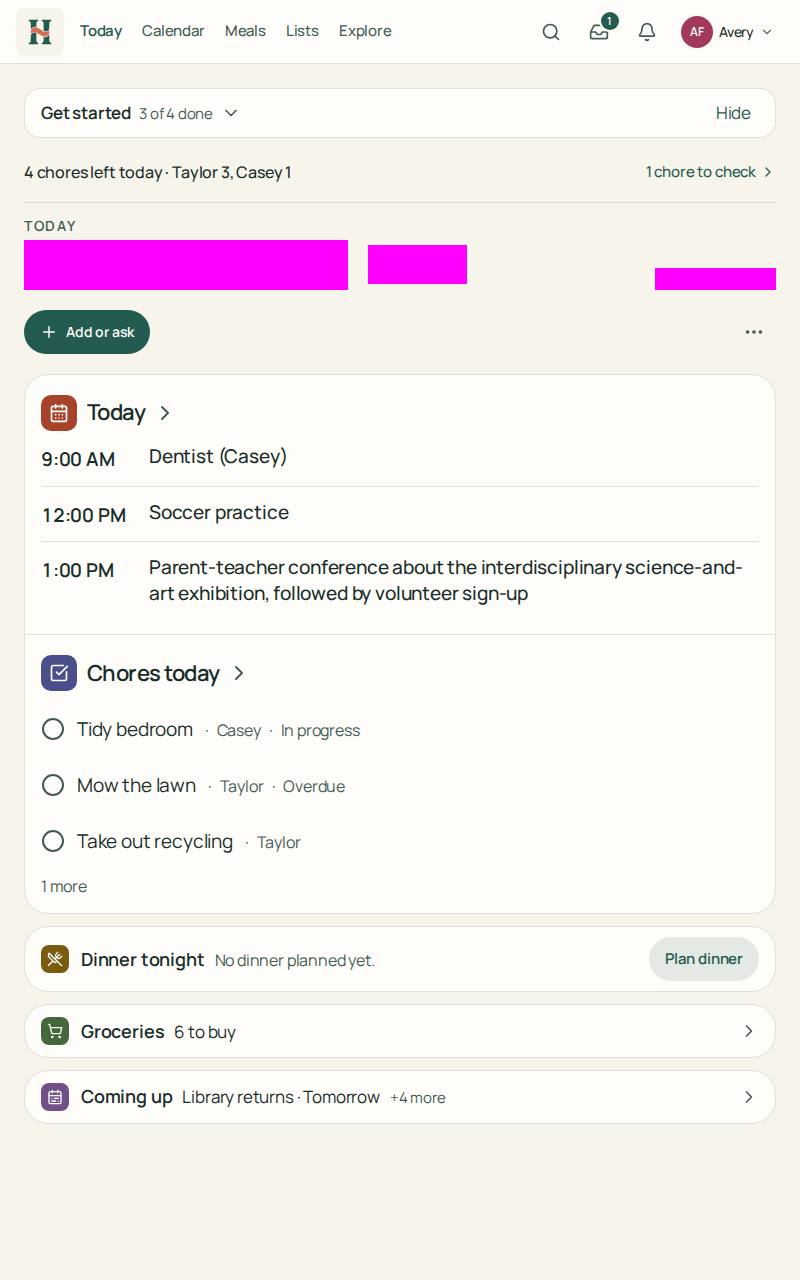 H Today Calendar Meals Lists Explore 1 AF Avery
Get started 3 of 4 done Hide
4 chores left today · Taylor 3, Casey 1 1 chore to check
TODAY
Add or ask
Today
9:00 AM Dentist (Casey)
12:00 PM Soccer practice
1:00 PM Parent-teacher conference about the interdisciplinary science-and-
art exhibition, followed by volunteer sign-up
Chores today
Tidy bedroom · Casey · In progress
Mow the lawn · Taylor · Overdue
Take out recycling · Taylor
1 more
Dinner tonight No dinner planned yet. Plan dinner
Groceries 6 to buy
Coming up Library returns · Tomorrow +4 more